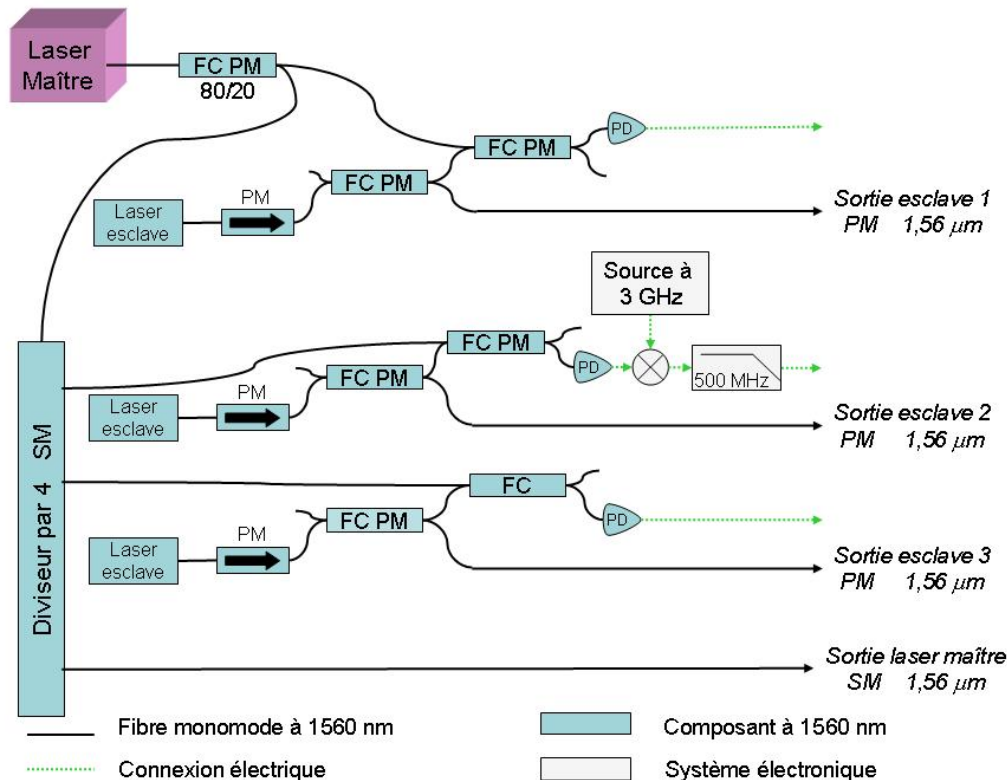 Laser
Maître
FC PM
80/20
PD
FC PM
FC PM
PM
Laser
esclave
Sortie esclave 1
PM 1,56 μm
Source à
3 GHz
FC PM
PD
500 MHz
FC PM
PM
Laser
esclave
Sortie esclave 2
PM 1,56 μm
Diviseur par 4 SM
FC
PD
FC PM
PM
Laser
esclave
Sortie esclave 3
PM 1,56 μm
Sortie laser maître
SM 1,56 μm
Fibre monomode à 1560 nm
Composant à 1560 nm
Connexion électrique
Système électronique